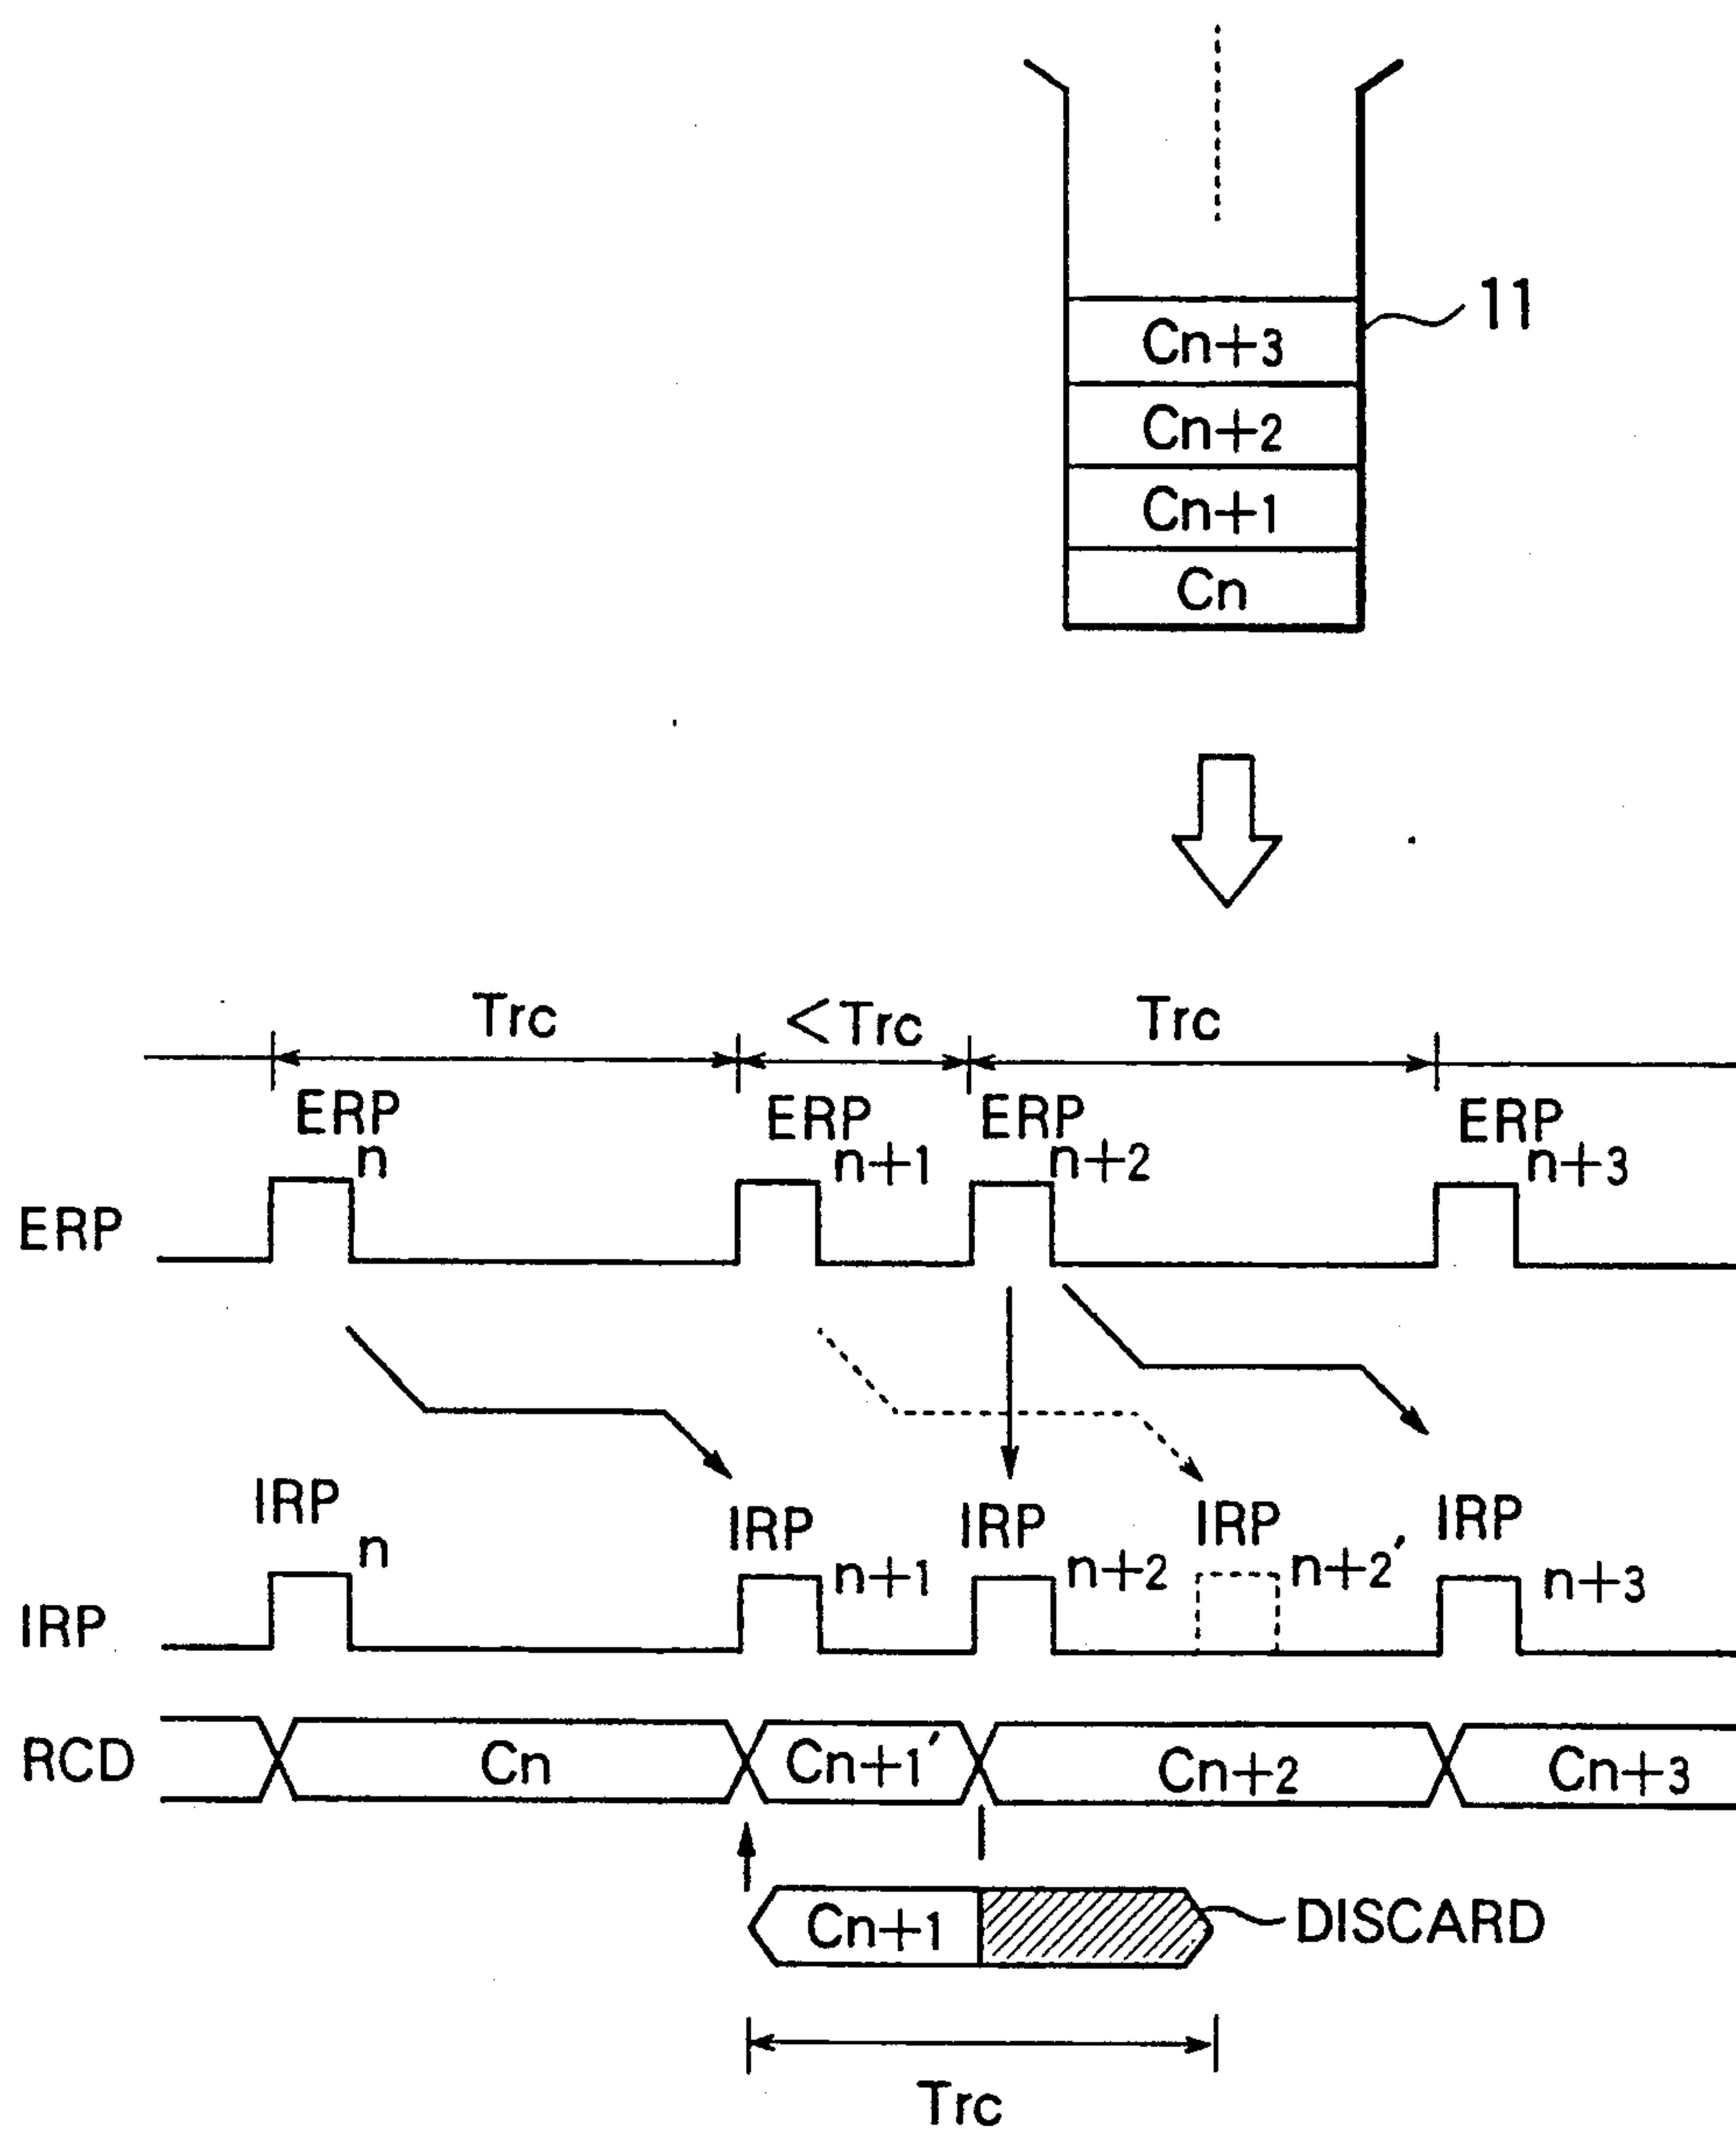 11
Cn+3
Cn+2
Cn+1
Cn
Trc
<Trc
Trc
ERP n
ERP n+1
ERP n+2
ERP n+3
ERP
IRP n
IRP n+1
IRP n+2
IRP n+2′
IRP n+3
IRP
RCD
Cn
Cn+1′
Cn+2
Cn+3
Cn+1
DISCARD
Trc